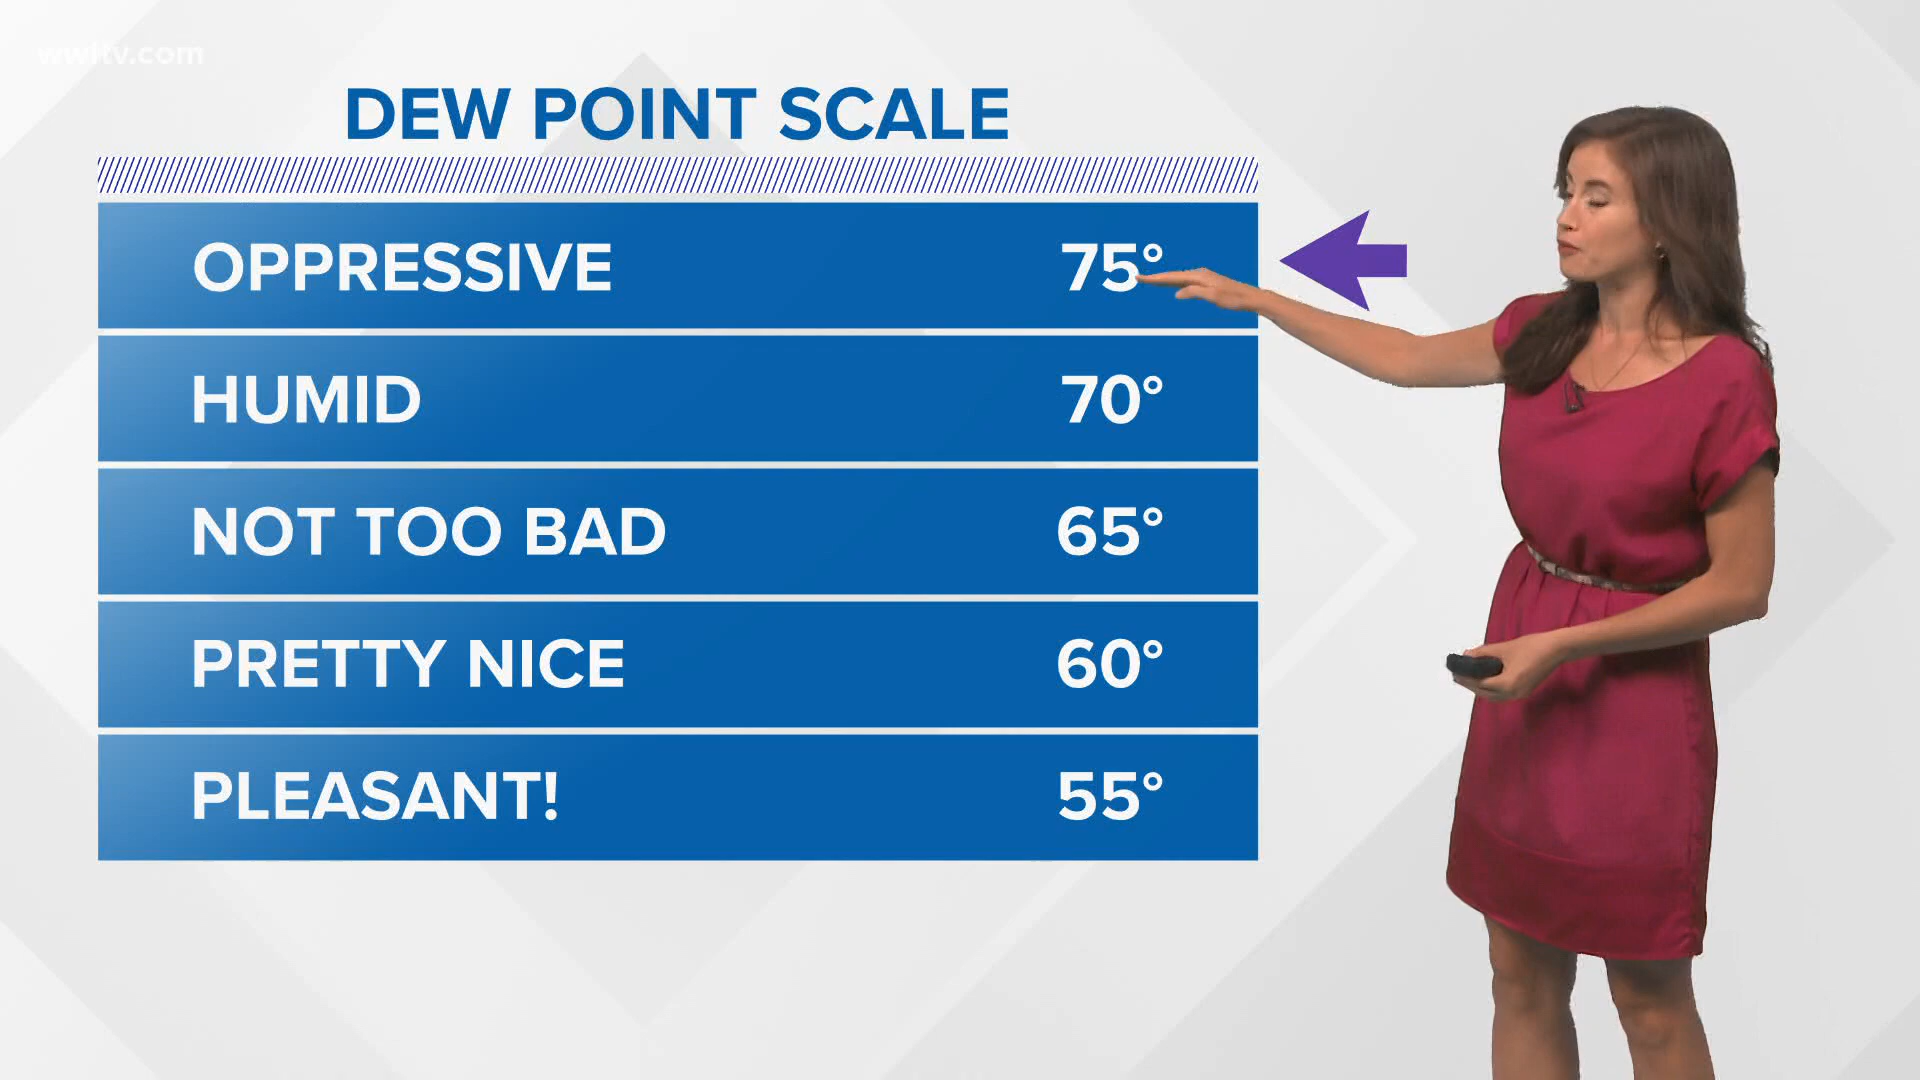 wwltv.com
DEW POINT SCALE
OPPRESSIVE 75°
HUMID 70°
NOT TOO BAD 65°
PRETTY NICE 60°
PLEASANT! 55°